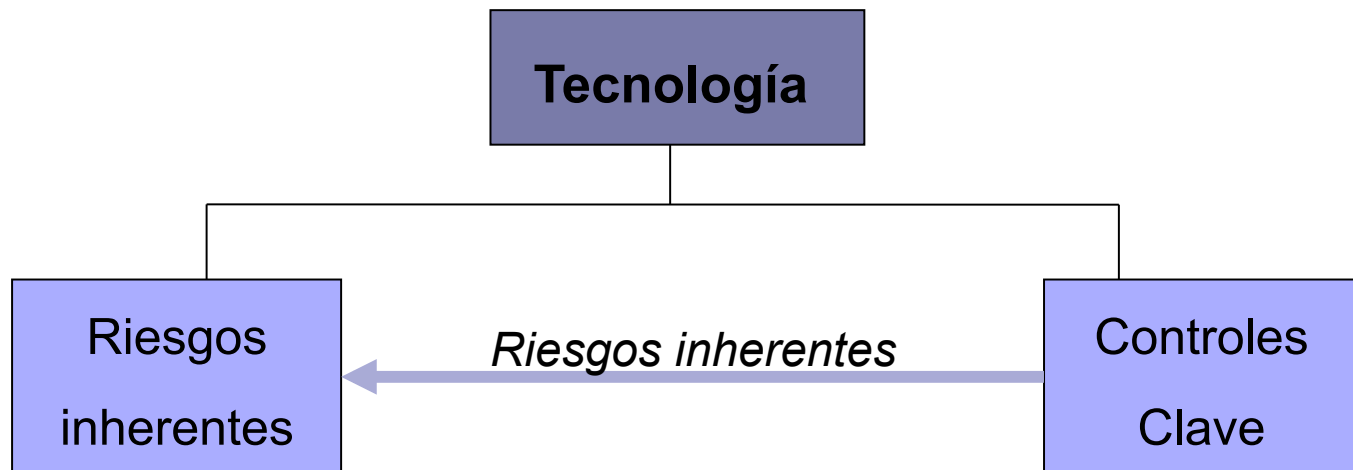 Tecnología
Riesgos
inherentes
Riesgos inherentes
Controles
Clave